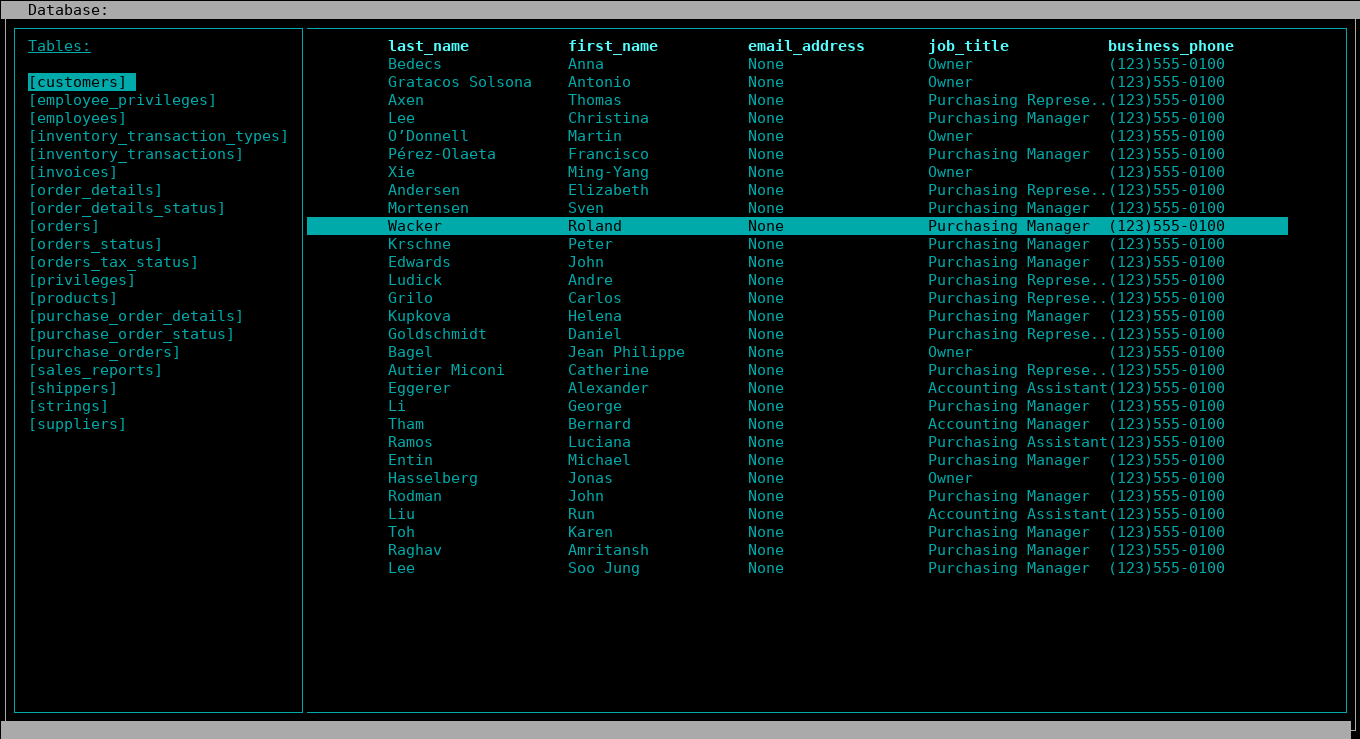 Database:
Tables:
[customers]
[employee_privileges]
[employees]
[inventory_transaction_types]
[inventory_transactions]
[invoices]
[order_details]
[order_details_status]
[orders]
[orders_status]
[orders_tax_status]
[privileges]
[products]
[purchase_order_details]
[purchase_order_status]
[purchase_orders]
[sales_reports]
[shippers]
[strings]
[suppliers]
last_name first_name email_address job_title business_phone
Bedecs Anna None Owner (123)555-0100
Gratacos Solsona Antonio None Owner (123)555-0100
Axen Thomas None Purchasing Represe..(123)555-0100
Lee Christina None Purchasing Manager (123)555-0100
O’Donnell Martin None Owner (123)555-0100
Pérez-Olaeta Francisco None Purchasing Manager (123)555-0100
Xie Ming-Yang None Owner (123)555-0100
Andersen Elizabeth None Purchasing Represe..(123)555-0100
Mortensen Sven None Purchasing Manager (123)555-0100
Wacker Roland None Purchasing Manager (123)555-0100
Krschne Peter None Purchasing Manager (123)555-0100
Edwards John None Purchasing Manager (123)555-0100
Ludick Andre None Purchasing Represe..(123)555-0100
Grilo Carlos None Purchasing Represe..(123)555-0100
Kupkova Helena None Purchasing Manager (123)555-0100
Goldschmidt Daniel None Purchasing Represe..(123)555-0100
Bagel Jean Philippe None Owner (123)555-0100
Autier Miconi Catherine None Purchasing Represe..(123)555-0100
Eggerer Alexander None Accounting Assistant(123)555-0100
Li George None Purchasing Manager (123)555-0100
Tham Bernard None Accounting Manager (123)555-0100
Ramos Luciana None Purchasing Assistant(123)555-0100
Entin Michael None Purchasing Manager (123)555-0100
Hasselberg Jonas None Owner (123)555-0100
Rodman John None Purchasing Manager (123)555-0100
Liu Run None Accounting Assistant(123)555-0100
Toh Karen None Purchasing Manager (123)555-0100
Raghav Amritansh None Purchasing Manager (123)555-0100
Lee Soo Jung None Purchasing Manager (123)555-0100